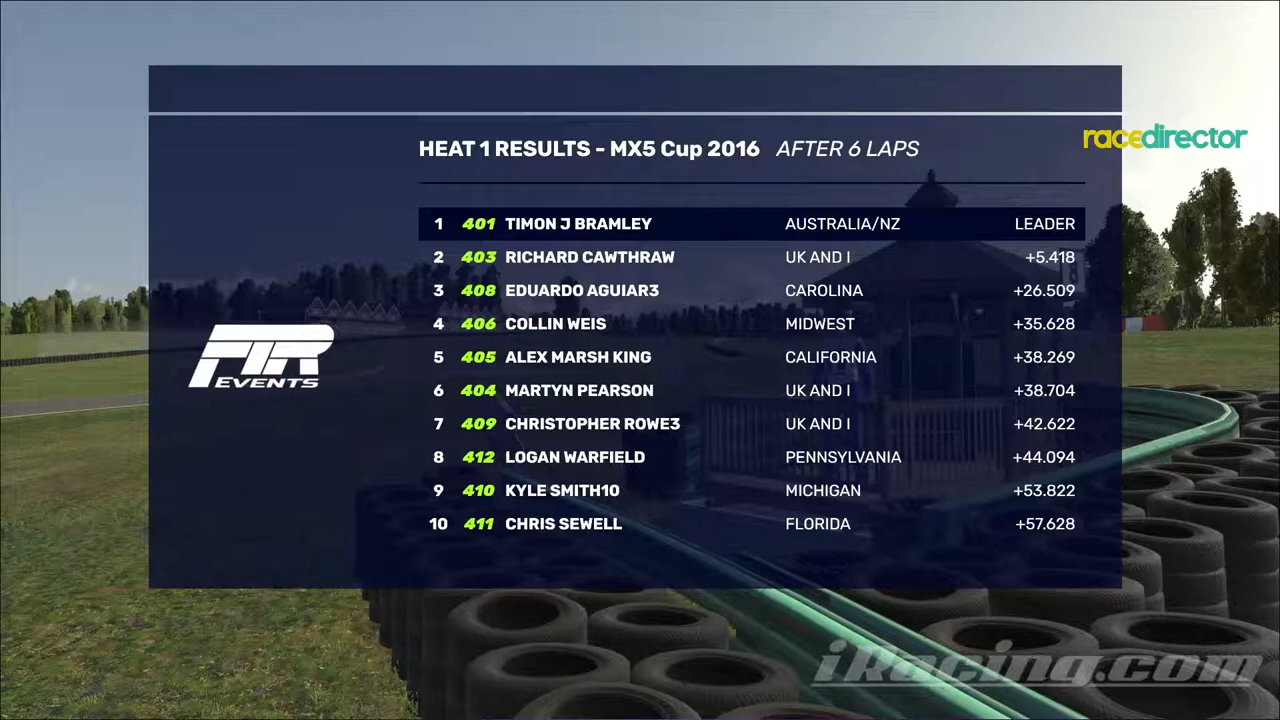 HEAT 1 RESULTS - MX5 Cup 2016 AFTER 6 LAPS
racedirector
1 401 TIMON J BRAMLEY AUSTRALIA/NZ LEADER
2 403 RICHARD CAWTHRAW UK AND I +5.418
3 408 EDUARDO AGUIAR3 CAROLINA +26.509
4 406 COLLIN WEIS MIDWEST +35.628
5 405 ALEX MARSH KING CALIFORNIA +38.269
6 404 MARTYN PEARSON UK AND I +38.704
7 409 CHRISTOPHER ROWE3 UK AND I +42.622
8 412 LOGAN WARFIELD PENNSYLVANIA +44.094
9 410 KYLE SMITH10 MICHIGAN +53.822
10 411 CHRIS SEWELL FLORIDA +57.628
EVENTS
iRacing.com